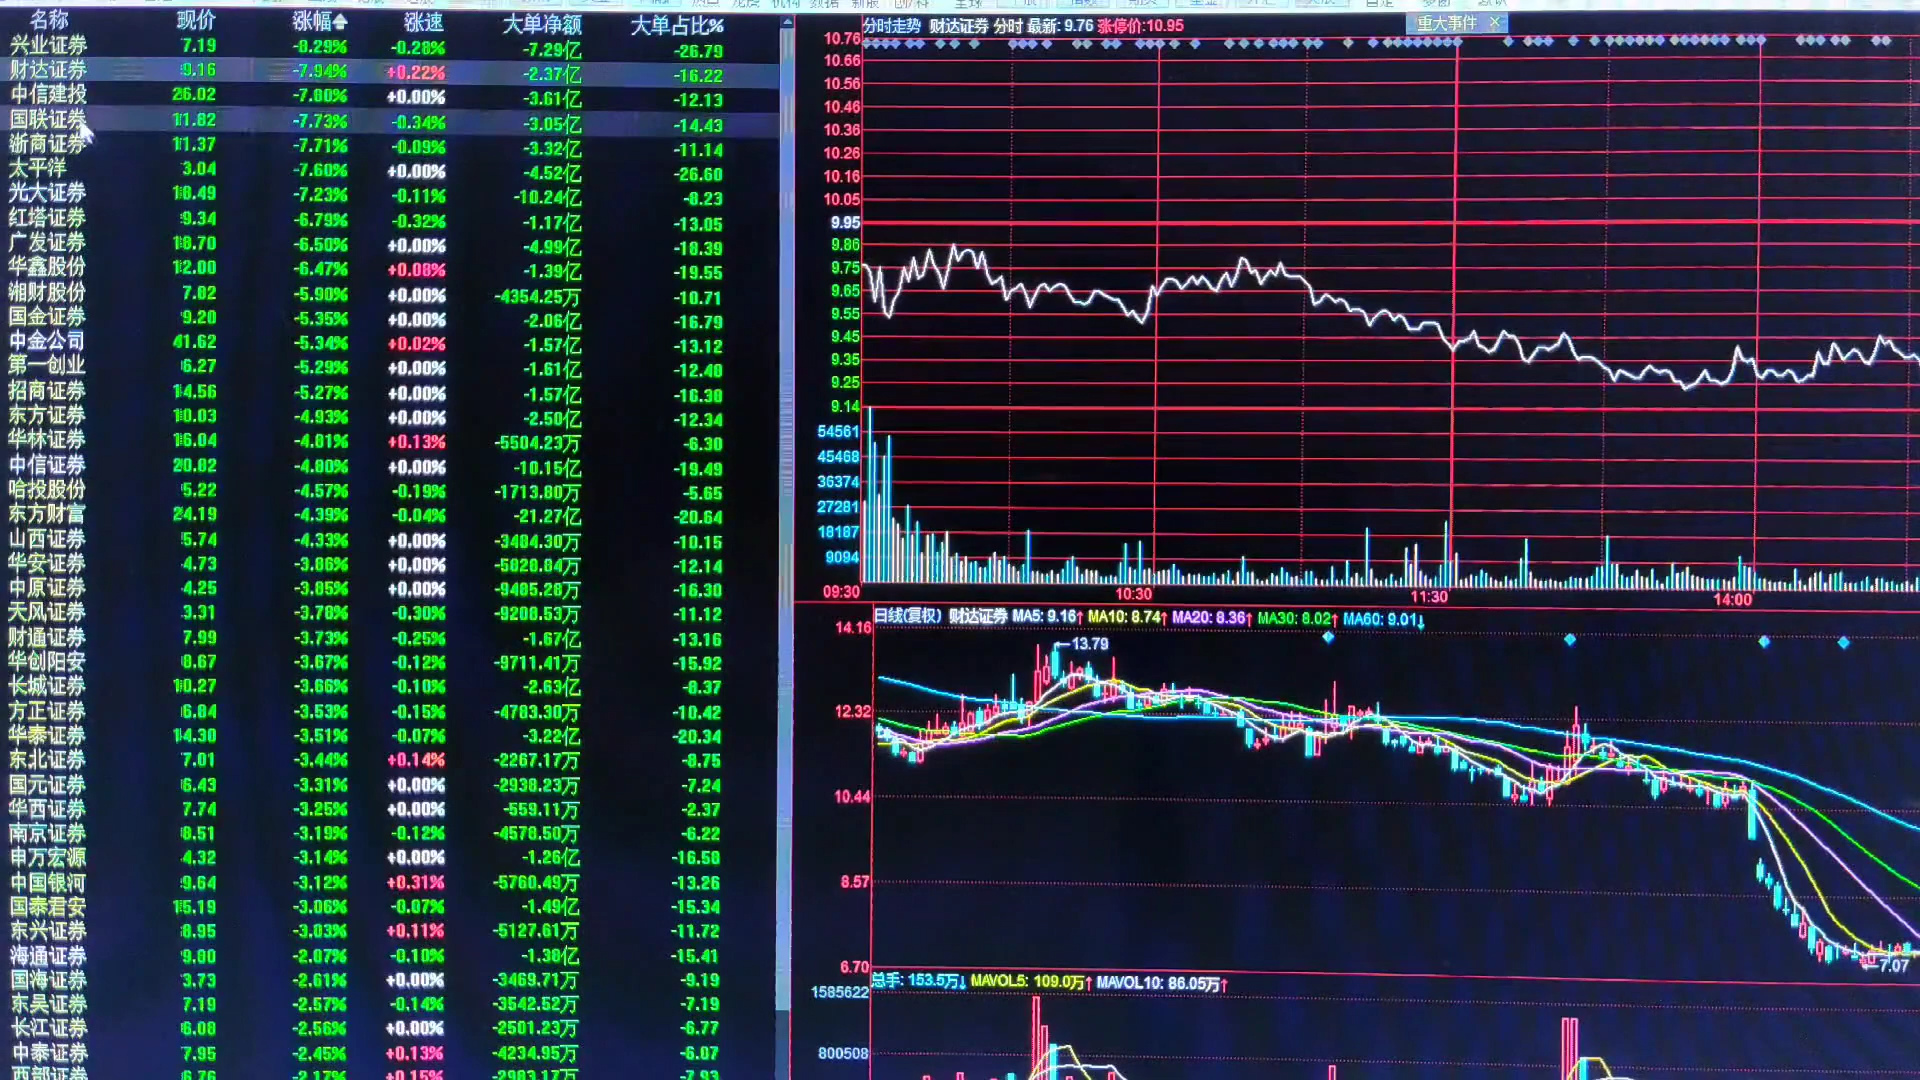 名称 现价 涨幅 涨速 大单净额 大单占比%
兴业证券 7.19 -8.29% -0.28% -7.29亿 -26.79
财达证券 9.16 -7.94% +0.22% -2.37亿 -16.22
中信建投 26.02 -7.80% +0.00% -3.61亿 -12.13
国联证券 11.82 -7.73% -0.34% -3.05亿 -14.43
浙商证券 11.37 -7.71% -0.09% -3.32亿 -11.14
太平洋 3.04 -7.60% +0.00% -4.52亿 -26.60
光大证券 18.49 -7.23% -0.11% -10.24亿 -8.23
红塔证券 9.34 -6.79% -0.32% -1.17亿 -13.05
广发证券 18.70 -6.50% +0.00% -4.99亿 -18.39
华鑫股份 12.00 -6.47% +0.08% -1.39亿 -19.55
湘财股份 7.02 -5.90% +0.00% -4354.25万 -10.71
国金证券 9.20 -5.35% +0.00% -2.06亿 -16.79
中金公司 41.62 -5.34% +0.02% -1.57亿 -13.12
第一创业 6.27 -5.29% +0.00% -1.61亿 -12.40
招商证券 14.56 -5.27% +0.00% -1.57亿 -16.30
东方证券 10.03 -4.93% +0.00% -2.50亿 -12.34
华林证券 16.04 -4.81% +0.13% -5504.23万 -6.30
中信证券 20.02 -4.80% +0.00% -10.15亿 -19.49
哈投股份 5.22 -4.57% -0.19% -1713.80万 -5.65
东方财富 24.19 -4.39% -0.04% -21.27亿 -20.64
山西证券 5.74 -4.33% +0.00% -3484.30万 -10.15
华安证券 4.73 -3.86% +0.00% -5028.84万 -12.14
中原证券 4.25 -3.85% +0.00% -9485.28万 -16.30
天风证券 3.31 -3.78% -0.30% -9208.53万 -11.12
财通证券 7.99 -3.73% -0.25% -1.67亿 -13.16
华创阳安 8.67 -3.67% -0.12% -9711.41万 -15.92
长城证券 10.27 -3.66% -0.10% -2.63亿 -8.37
方正证券 6.84 -3.53% -0.15% -4783.30万 -10.42
华泰证券 14.30 -3.51% -0.07% -3.22亿 -20.34
东北证券 7.01 -3.44% +0.14% -2267.17万 -8.75
国元证券 6.43 -3.31% +0.00% -2938.23万 -7.24
华西证券 7.74 -3.25% +0.00% -559.11万 -2.37
南京证券 8.51 -3.19% -0.12% -4578.50万 -6.22
申万宏源 4.32 -3.14% +0.00% -1.26亿 -16.58
中国银河 9.64 -3.12% +0.31% -5760.49万 -13.26
国泰君安 15.19 -3.06% -0.07% -1.49亿 -15.34
东兴证券 8.95 -3.03% +0.11% -5127.61万 -11.72
海通证券 9.00 -2.07% -0.10% -1.38亿 -15.41
国海证券 3.73 -2.61% +0.00% -3469.71万 -9.19
东吴证券 7.19 -2.57% -0.14% -3542.52万 -7.19
长江证券 6.08 -2.56% +0.00% -2501.23万 -6.77
中泰证券 7.95 -2.45% +0.13% -4234.95万 -6.07
西部证券 6.76 -2.17% +0.15% -2983.17万 -7.93
分时走势 财达证券 分时 最新: 9.76 涨停价:10.95 重大事件 ×
10.76
10.66
10.56
10.46
10.36
10.26
10.16
10.05
9.95
9.86
9.75
9.65
9.55
9.45
9.35
9.25
9.14
54561
45468
36374
27281
18187
9094
09:30 10:30 11:30 14:00
日线(复权) 财达证券 MA5: 9.16↑ MA10: 8.74↑ MA20: 8.36↑ MA30: 8.02↑ MA60: 9.01↓
14.16
13.79
12.32
10.44
8.57
6.70
7.07
总手: 153.5万↓ MAVOL5: 109.0万↑ MAVOL10: 86.05万↑
1585622
800508